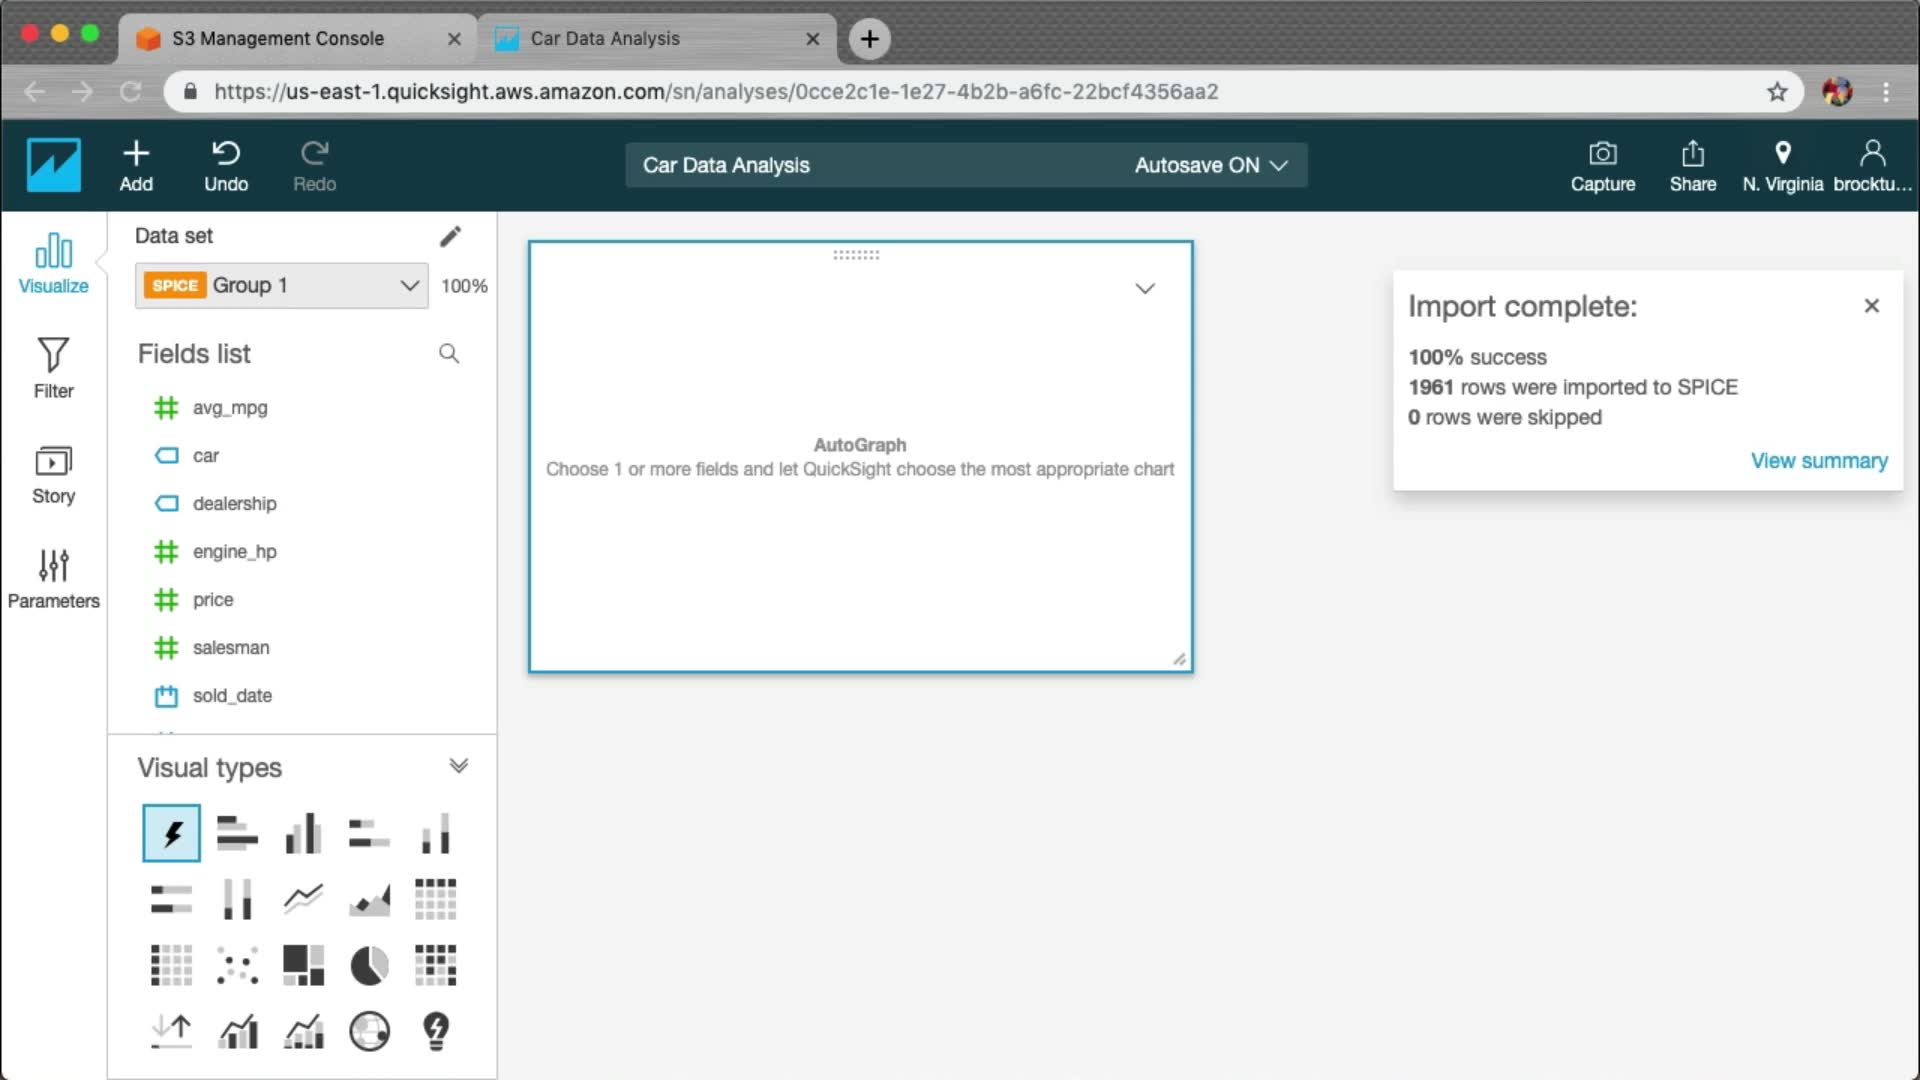 S3 Management Console
Car Data Analysis
https://us-east-1.quicksight.aws.amazon.com/sn/analyses/0cce2c1e-1e27-4b2b-a6fc-22bcf4356aa2
Add
Undo
Redo
Car Data Analysis
Autosave ON
Capture
Share
N. Virginia
brocktu...
Visualize
Filter
Story
Parameters
Data set
SPICE Group 1
100%
Fields list
avg_mpg
car
dealership
engine_hp
price
salesman
sold_date
Visual types
AutoGraph
Choose 1 or more fields and let QuickSight choose the most appropriate chart
Import complete:
100% success
1961 rows were imported to SPICE
0 rows were skipped
View summary